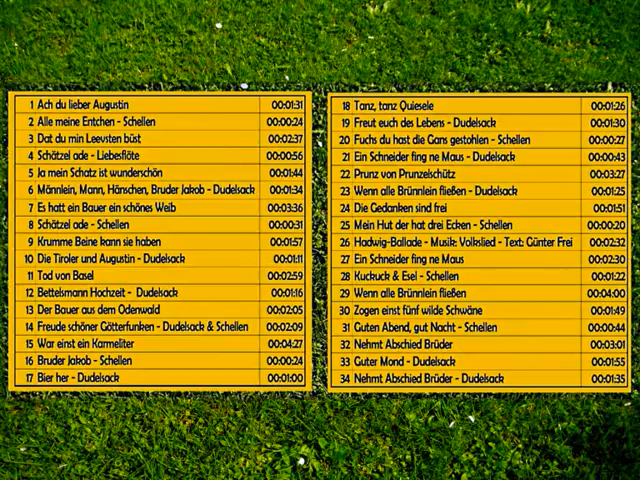 1 Ach du lieber Augustin 00:01:31
2 Alle meine Entchen - Schellen 00:00:24
3 Dat du min Leevsten büst 00:02:37
4 Schätzel ade - Liebesflöte 00:00:56
5 Ja mein Schatz ist wunderschön 00:01:44
6 Männlein, Mann, Hänschen, Bruder Jakob - Dudelsack 00:01:34
7 Es hatt ein Bauer ein schönes Weib 00:03:36
8 Schätzel ade - Schellen 00:00:31
9 Krumme Beine kann sie haben 00:01:57
10 Die Tiroler und Augustin - Dudelsack 00:01:11
11 Tod von Basel 00:02:59
12 Bettelsmann Hochzeit - Dudelsack 00:01:16
13 Der Bauer aus dem Odenwald 00:02:05
14 Freude schöner Götterfunken - Dudelsack & Schellen 00:02:09
15 War einst ein Karmeliter 00:04:27
16 Bruder Jakob - Schellen 00:00:24
17 Bier her - Dudelsack 00:01:00
18 Tanz, tanz Quiesele 00:01:26
19 Freut euch des Lebens - Dudelsack 00:01:30
20 Fuchs du hast die Gans gestohlen - Schellen 00:00:27
21 Ein Schneider fing ne Maus - Dudelsack 00:00:43
22 Prunz von Prunzelschütz 00:03:27
23 Wenn alle Brünnlein fließen - Dudelsack 00:01:25
24 Die Gedanken sind frei 00:01:51
25 Mein Hut der hat drei Ecken - Schellen 00:00:20
26 Hadwig-Ballade - Musik: Volkslied - Text: Günter Frei 00:02:32
27 Ein Schneider fing ne Maus 00:02:30
28 Kuckuck & Esel - Schellen 00:01:22
29 Wenn alle Brünnlein fließen 00:04:00
30 Zogen einst fünf wilde Schwäne 00:01:49
31 Guten Abend, gut Nacht - Schellen 00:00:44
32 Nehmt Abschied Brüder 00:03:01
33 Guter Mond - Dudelsack 00:01:55
34 Nehmt Abschied Brüder - Dudelsack 00:01:35